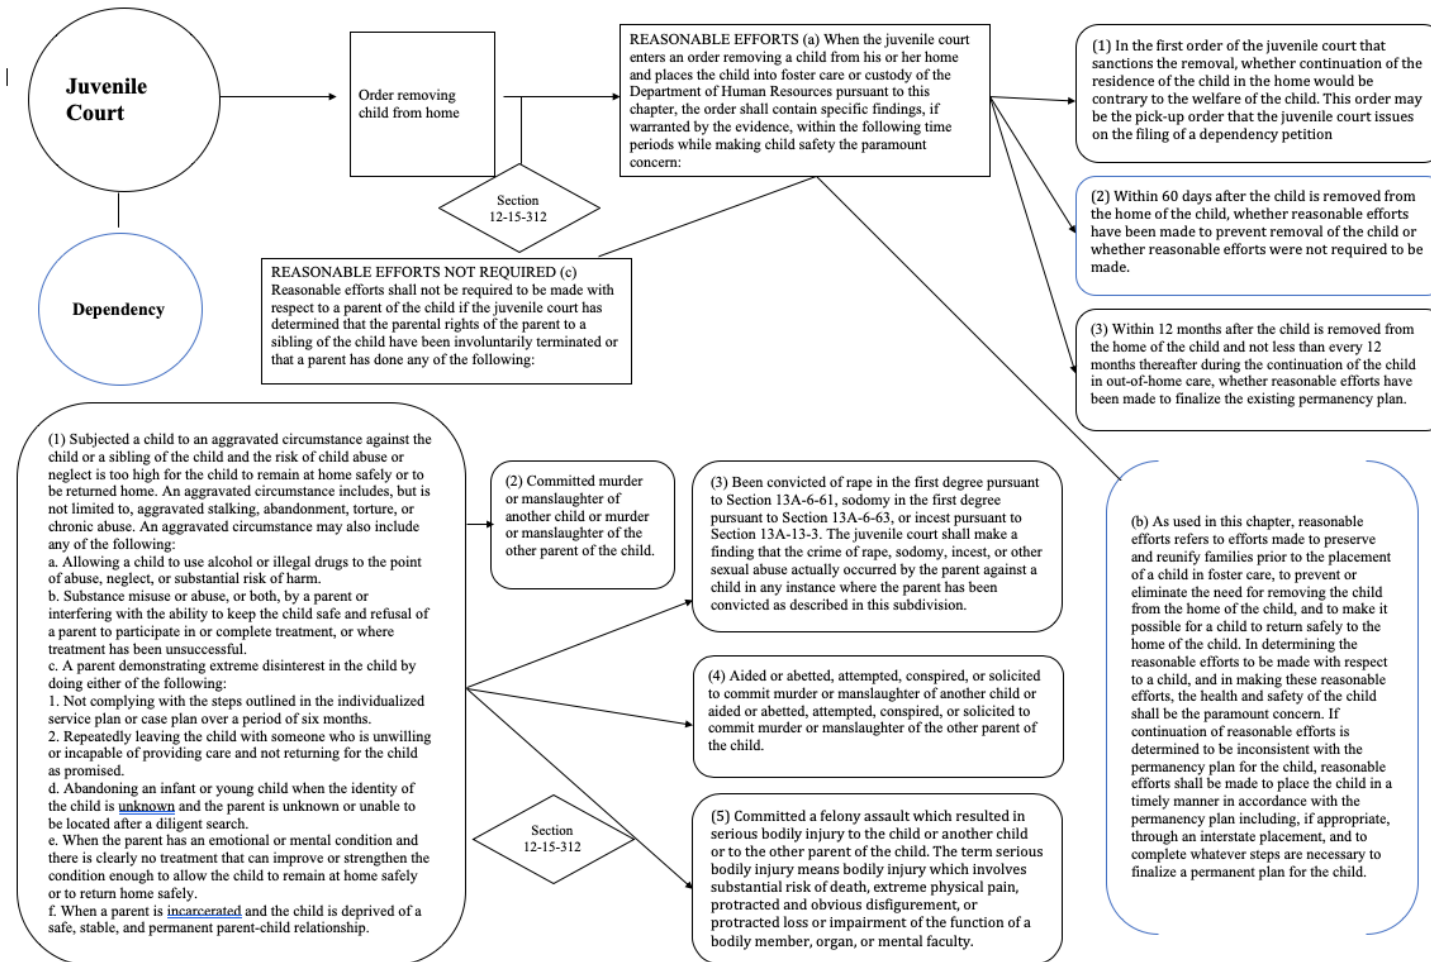 Juvenile
Court
Order removing
child from home
Section
12-15-312
REASONABLE EFFORTS (a) When the juvenile court
enters an order removing a child from his or her home
and places the child into foster care or custody of the
Department of Human Resources pursuant to this
chapter, the order shall contain specific findings, if
warranted by the evidence, within the following time
periods while making child safety the paramount
concern:
(1) In the first order of the juvenile court that
sanctions the removal, whether continuation of the
residence of the child in the home would be
contrary to the welfare of the child. This order may
be the pick-up order that the juvenile court issues
on the filing of a dependency petition
(2) Within 60 days after the child is removed from
the home of the child, whether reasonable efforts
have been made to prevent removal of the child or
whether reasonable efforts were not required to be
made.
(3) Within 12 months after the child is removed from
the home of the child and not less than every 12
months thereafter during the continuation of the child
in out-of-home care, whether reasonable efforts have
been made to finalize the existing permanency plan.
Dependency
REASONABLE EFFORTS NOT REQUIRED (c)
Reasonable efforts shall not be required to be made with
respect to a parent of the child if the juvenile court has
determined that the parental rights of the parent to a
sibling of the child have been involuntarily terminated or
that a parent has done any of the following:
(1) Subjected a child to an aggravated circumstance against the
child or a sibling of the child and the risk of child abuse or
neglect is too high for the child to remain at home safely or to
be returned home. An aggravated circumstance includes, but is
not limited to, aggravated stalking, abandonment, torture, or
chronic abuse. An aggravated circumstance may also include
any of the following:
a. Allowing a child to use alcohol or illegal drugs to the point
of abuse, neglect, or substantial risk of harm.
b. Substance misuse or abuse, or both, by a parent or
interfering with the ability to keep the child safe and refusal of
a parent to participate in or complete treatment, or where
treatment has been unsuccessful.
c. A parent demonstrating extreme disinterest in the child by
doing either of the following:
1. Not complying with the steps outlined in the individualized
service plan or case plan over a period of six months.
2. Repeatedly leaving the child with someone who is unwilling
or incapable of providing care and not returning for the child
as promised.
d. Abandoning an infant or young child when the identity of
the child is unknown and the parent is unknown or unable to
be located after a diligent search.
e. When the parent has an emotional or mental condition and
there is clearly no treatment that can improve or strengthen the
condition enough to allow the child to remain at home safely
or to return home safely.
f. When a parent is incarcerated and the child is deprived of a
safe, stable, and permanent parent-child relationship.
(2) Committed murder
or manslaughter of
another child or murder
or manslaughter of the
other parent of the child.
(3) Been convicted of rape in the first degree pursuant
to Section 13A-6-61, sodomy in the first degree
pursuant to Section 13A-6-63, or incest pursuant to
Section 13A-13-3. The juvenile court shall make a
finding that the crime of rape, sodomy, incest, or other
sexual abuse actually occurred by the parent against a
child in any instance where the parent has been
convicted as described in this subdivision.
(4) Aided or abetted, attempted, conspired, or solicited
to commit murder or manslaughter of another child or
aided or abetted, attempted, conspired, or solicited to
commit murder or manslaughter of the other parent of
the child.
Section
12-15-312
(5) Committed a felony assault which resulted in
serious bodily injury to the child or another child
or to the other parent of the child. The term serious
bodily injury means bodily injury which involves
substantial risk of death, extreme physical pain,
protracted and obvious disfigurement, or
protracted loss or impairment of the function of a
bodily member, organ, or mental faculty.
(b) As used in this chapter, reasonable
efforts refers to efforts made to preserve
and reunify families prior to the placement
of a child in foster care, to prevent or
eliminate the need for removing the child
from the home of the child, and to make it
possible for a child to return safely to the
home of the child. In determining the
reasonable efforts to be made with respect
to a child, and in making these reasonable
efforts, the health and safety of the child
shall be the paramount concern. If
continuation of reasonable efforts is
determined to be inconsistent with the
permanency plan for the child, reasonable
efforts shall be made to place the child in a
timely manner in accordance with the
permanency plan including, if appropriate,
through an interstate placement, and to
complete whatever steps are necessary to
finalize a permanent plan for the child.